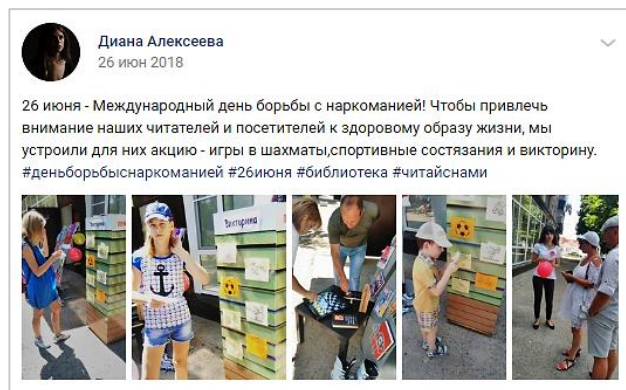 Диана Алексеева
26 июн 2018
26 июня - Международный день борьбы с наркоманией! Чтобы привлечь
внимание наших читателей и посетителей к здоровому образу жизни, мы
устроили для них акцию - игры в шахматы,спортивные состязания и викторину.
#деньборьбыснаркоманией #26июня #библиотека #читайснами
Викторина
Викторина